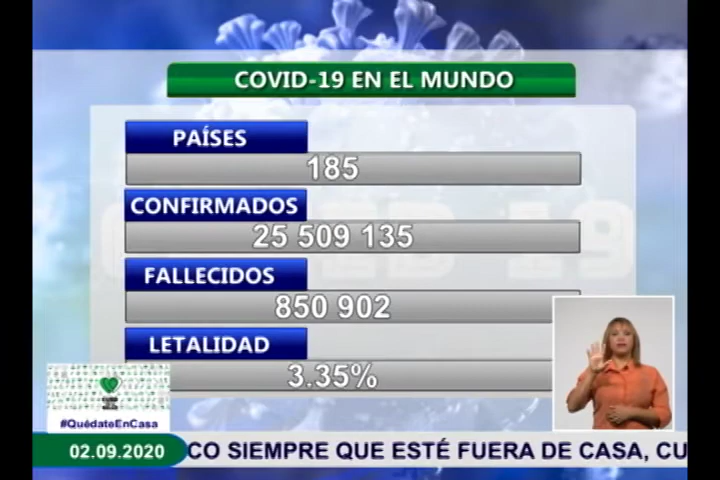 COVID-19 EN EL MUNDO
PAÍSES
185
CONFIRMADOS
25 509 135
FALLECIDOS
850 902
LETALIDAD
3.35%
#QuédateEnCasa
02.09.2020
CO SIEMPRE QUE ESTÉ FUERA DE CASA, CU